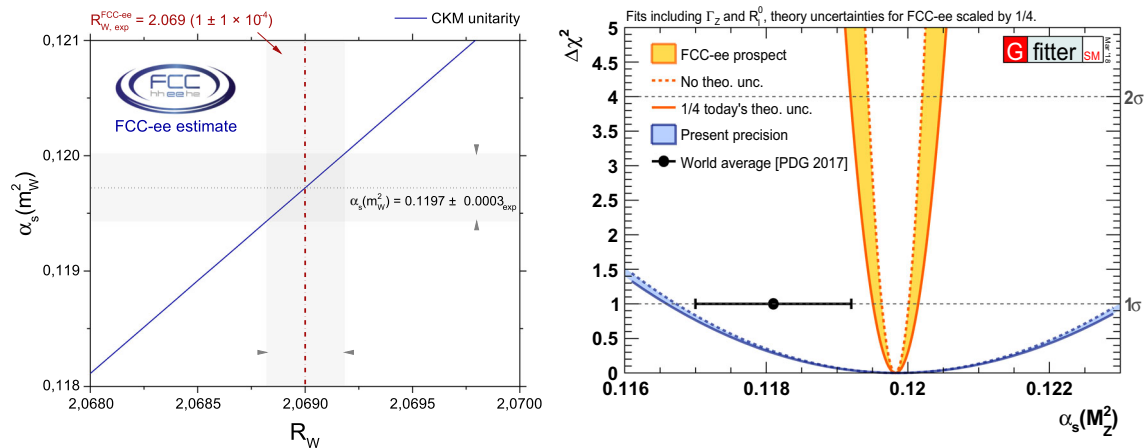 R_W, exp^FCC-ee = 2.069 (1 ± 1 × 10^-4)
CKM unitarity
0,121
0,120
0,119
0,118
α_s(m_W^2)
FCC
hh ee he
FCC-ee estimate
α_s(m_W^2) = 0.1197 ± 0.0003_exp
2,0680
2,0685
2,0690
2,0695
2,0700
R_W
Fits including Γ_Z and R_l^0, theory uncertainties for FCC-ee scaled by 1/4.
Δχ²
5
4.5
4
3.5
3
2.5
2
1.5
1
0.5
0
FCC-ee prospect
No theo. unc.
1/4 today's theo. unc.
Present precision
World average [PDG 2017]
G fitter SM
Mar '18
2σ
1σ
0.116
0.118
0.12
0.122
α_s(M_Z^2)